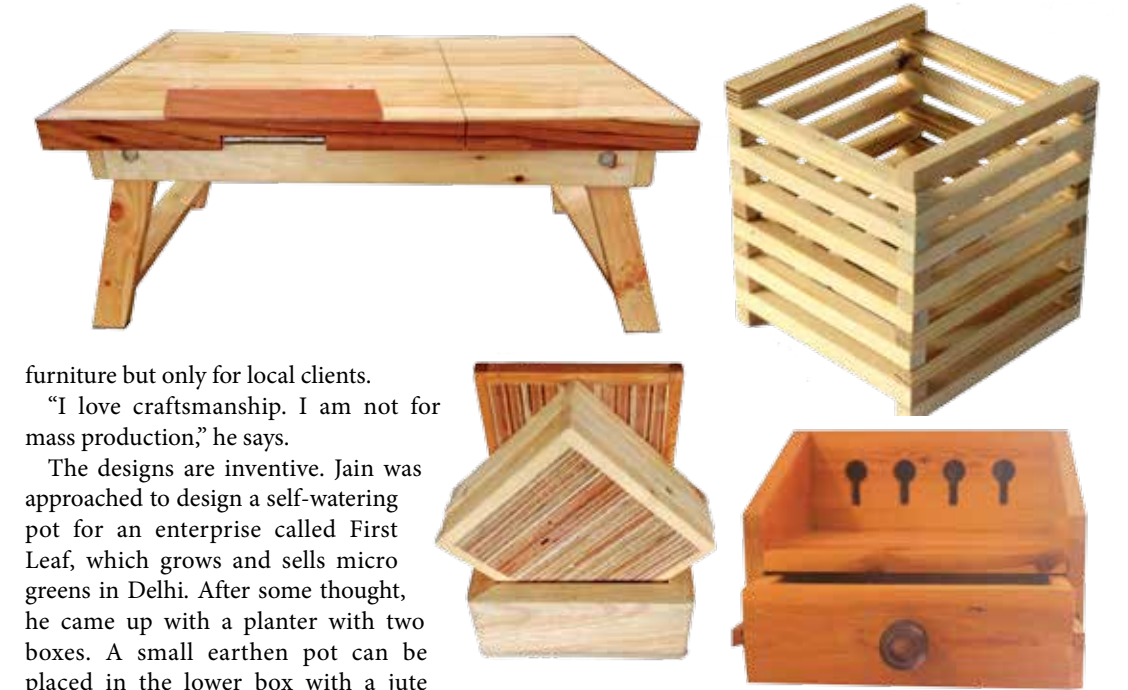 furniture but only for local clients.
“I love craftsmanship. I am not for
mass production,” he says.
The designs are inventive. Jain was
approached to design a self-watering
pot for an enterprise called First
Leaf, which grows and sells micro
greens in Delhi. After some thought,
he came up with a planter with two
boxes. A small earthen pot can be
placed in the lower box with a jute